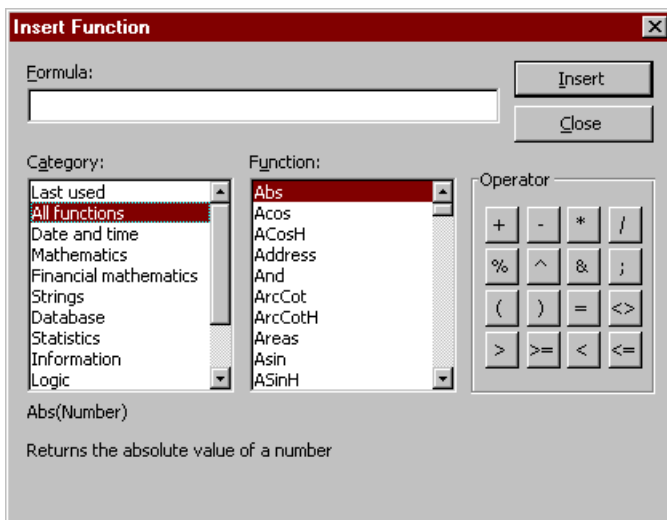 Insert Function
Formula:
Insert
Close
Category:
Last used
All functions
Date and time
Mathematics
Financial mathematics
Strings
Database
Statistics
Information
Logic
Function:
Abs
Acos
ACosH
Address
And
ArcCot
ArcCotH
Areas
Asin
ASinH
Operator
+ - * /
% ^ & ;
( ) = <>
> >= < <=
Abs(Number)
Returns the absolute value of a number